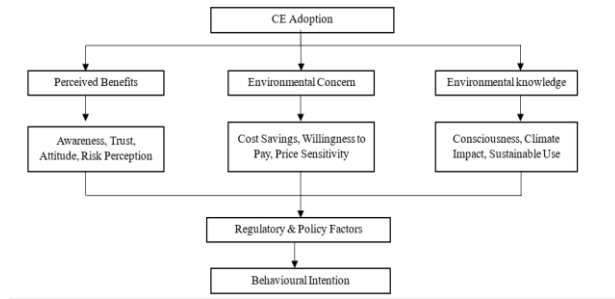 CE Adoption
Perceived Benefits
Environmental Concern
Environmental knowledge
Awareness, Trust,
Attitude, Risk Perception
Cost Savings, Willingness to
Pay, Price Sensitivity
Consciousness, Climate
Impact, Sustainable Use
Regulatory & Policy Factors
Behavioural Intention